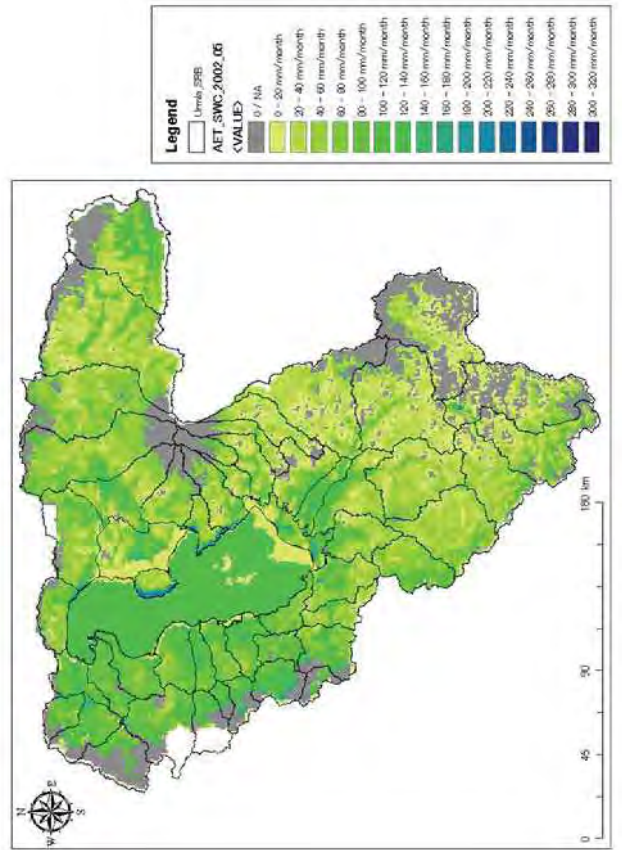 Legend
Urmia_SRB
AET_SWC_2002_05
<VALUE>
0 / NA
0 - 20 mm/month
20 - 40 mm/month
40 - 60 mm/month
60 - 80 mm/month
80 - 100 mm/month
100 - 120 mm/month
120 - 140 mm/month
140 - 160 mm/month
160 - 180 mm/month
180 - 200 mm/month
200 - 220 mm/month
220 - 240 mm/month
240 - 260 mm/month
260 - 280 mm/month
280 - 300 mm/month
300 - 320 mm/month
N
W E
S
0 45 90 180 km